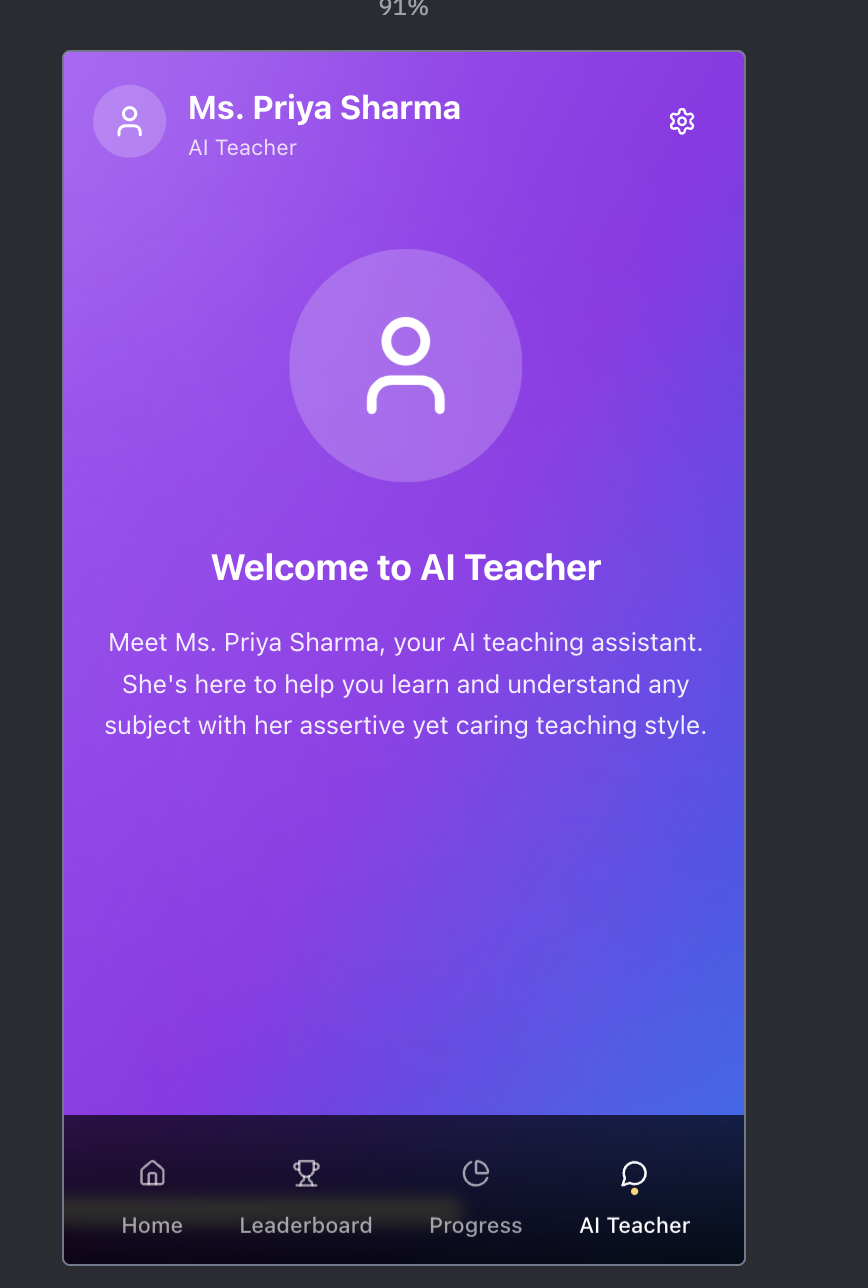 91%
Ms. Priya Sharma
AI Teacher
Welcome to AI Teacher
Meet Ms. Priya Sharma, your AI teaching assistant.
She's here to help you learn and understand any
subject with her assertive yet caring teaching style.
Home
Leaderboard
Progress
AI Teacher